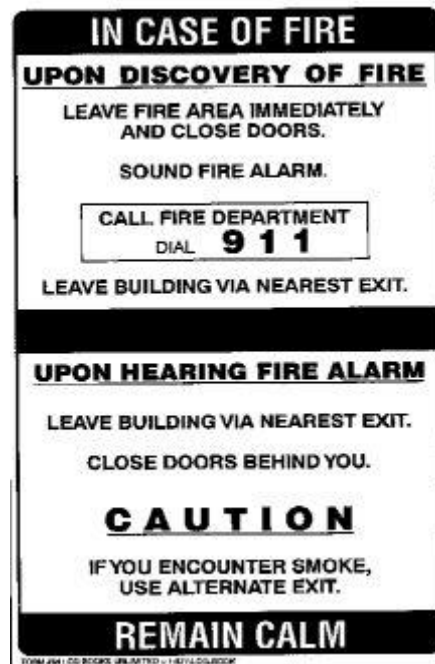 IN CASE OF FIRE
UPON DISCOVERY OF FIRE
LEAVE FIRE AREA IMMEDIATELY
AND CLOSE DOORS.
SOUND FIRE ALARM.
CALL FIRE DEPARTMENT
DIAL 911
LEAVE BUILDING VIA NEAREST EXIT.
UPON HEARING FIRE ALARM
LEAVE BUILDING VIA NEAREST EXIT.
CLOSE DOORS BEHIND YOU.
CAUTION
IF YOU ENCOUNTER SMOKE,
USE ALTERNATE EXIT.
REMAIN CALM